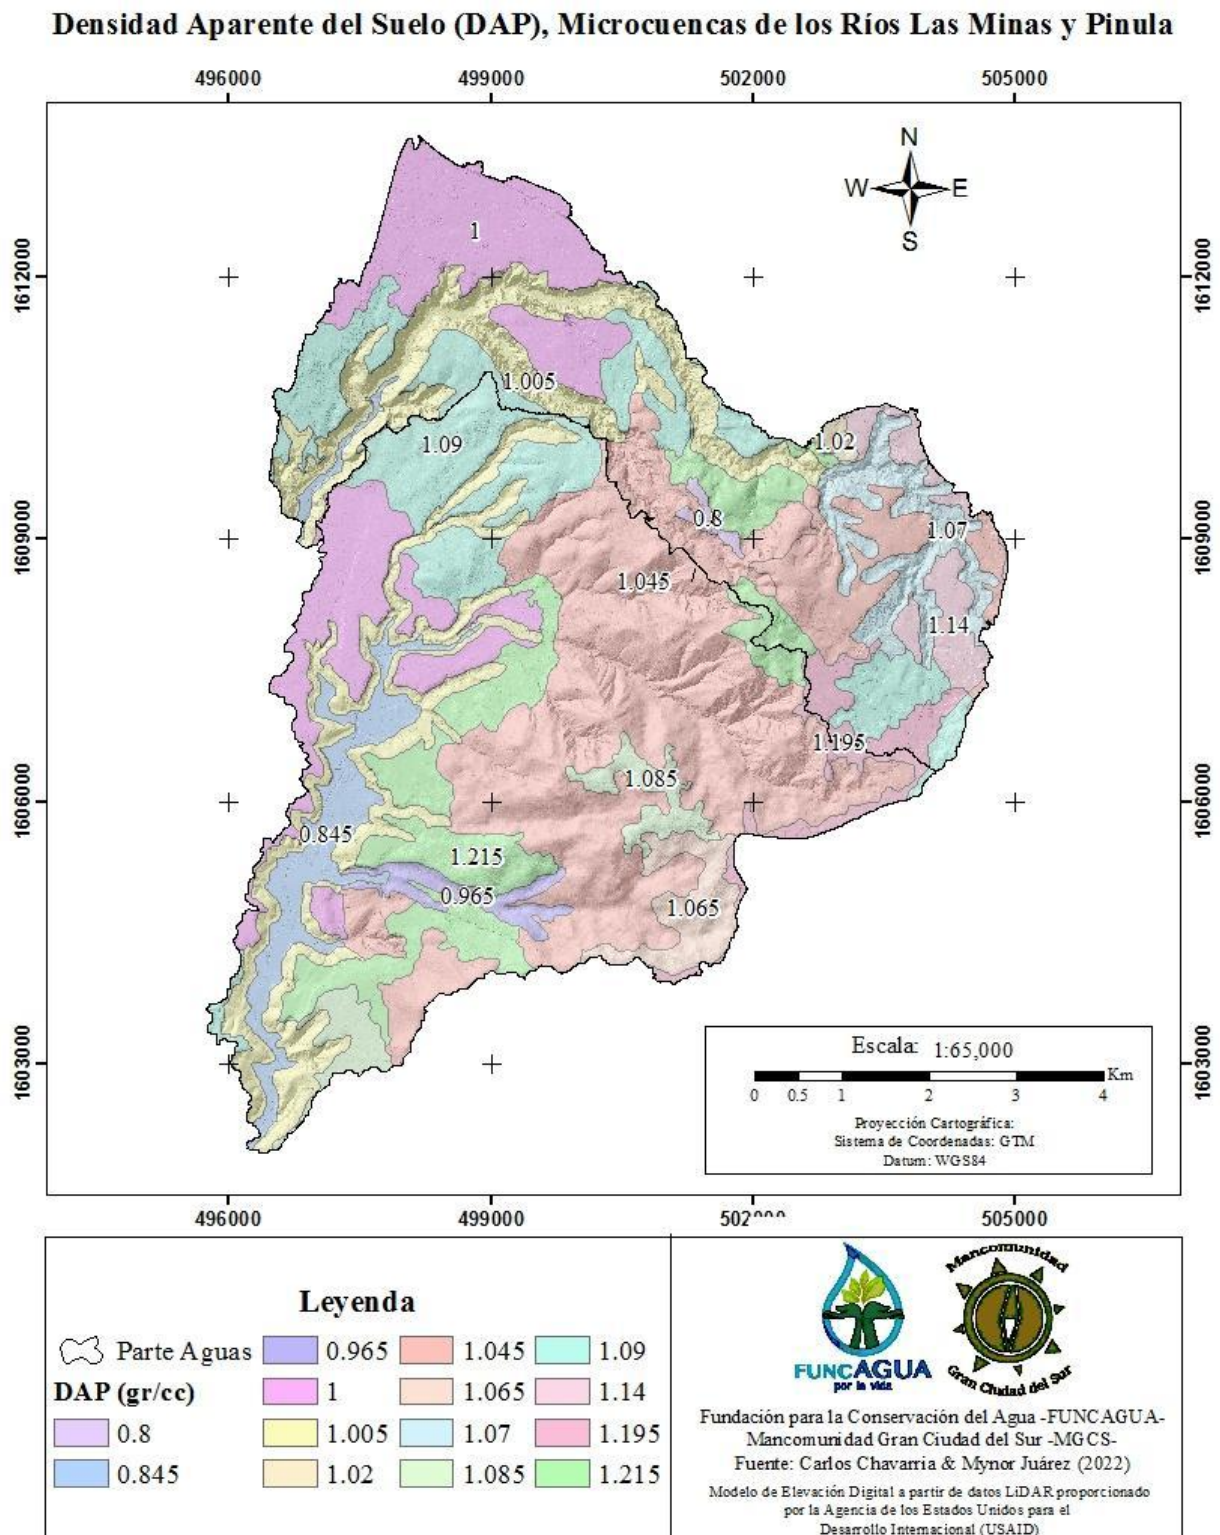 Densidad Aparente del Suelo (DAP), Microcuencas de los Ríos Las Minas y Pinula
496000 499000 502000 505000
N
W E
S
1612000 1612000
1
1.005
1.09
1.02
0.8
1.07
1609000 1609000
1.045
1.14
1.195
1.085
1606000 1606000
0.845
1.215
0.965
1.065
1603000 1603000
Escala: 1:65,000
Km
0 0.5 1 2 3 4
Proyección Cartográfica:
Sistema de Coordenadas: GTM
Datum: WGS84
496000 499000 502000 505000
Leyenda
Parte Aguas
DAP (gr/cc)
0.8
0.845
0.965
1
1.005
1.02
1.045
1.065
1.07
1.085
1.09
1.14
1.195
1.215
FUNCAGUA
por la vida
Mancomunidad
Gran Ciudad del Sur
Fundación para la Conservación del Agua -FUNCAGUA-
Mancomunidad Gran Ciudad del Sur -MGCS-
Fuente: Carlos Chavarria & Mynor Juárez (2022)
Modelo de Elevación Digital a partir de datos LiDAR proporcionado
por la Agencia de los Estados Unidos para el
Desarrollo Internacional (USAID)